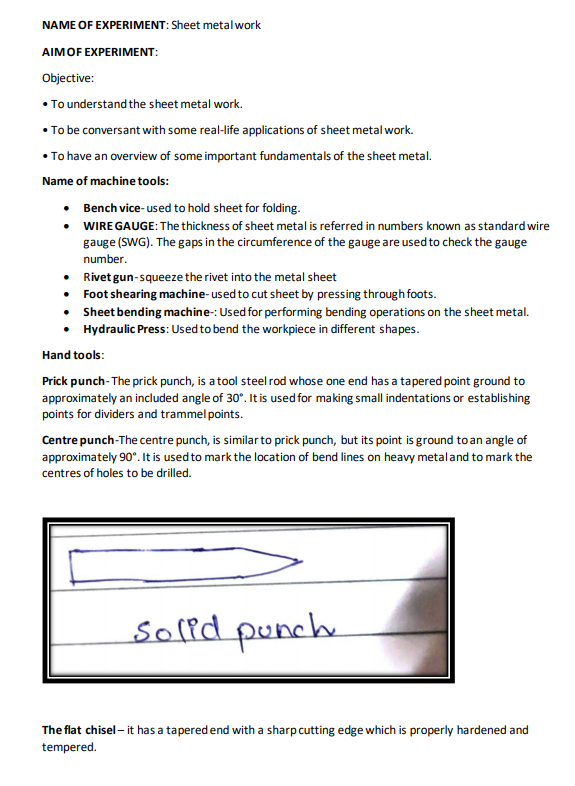 NAME OF EXPERIMENT: Sheet metal work
AIM OF EXPERIMENT:
Objective:
• To understand the sheet metal work.
• To be conversant with some real-life applications of sheet metal work.
• To have an overview of some important fundamentals of the sheet metal.
Name of machine tools:
• Bench vice- used to hold sheet for folding.
• WIRE GAUGE: The thickness of sheet metal is referred in numbers known as standard wire
gauge (SWG). The gaps in the circumference of the gauge are used to check the gauge
number.
• Rivet gun- squeeze the rivet into the metal sheet
• Foot shearing machine- used to cut sheet by pressing through foots.
• Sheet bending machine-: Used for performing bending operations on the sheet metal.
• Hydraulic Press: Used to bend the workpiece in different shapes.
Hand tools:
Prick punch- The prick punch, is a tool steel rod whose one end has a tapered point ground to
approximately an included angle of 30°. It is used for making small indentations or establishing
points for dividers and trammel points.
Centre punch-The centre punch, is similar to prick punch, but its point is ground to an angle of
approximately 90°. It is used to mark the location of bend lines on heavy metal and to mark the
centres of holes to be drilled.
solid punch
The flat chisel – it has a tapered end with a sharp cutting edge which is properly hardened and
tempered.